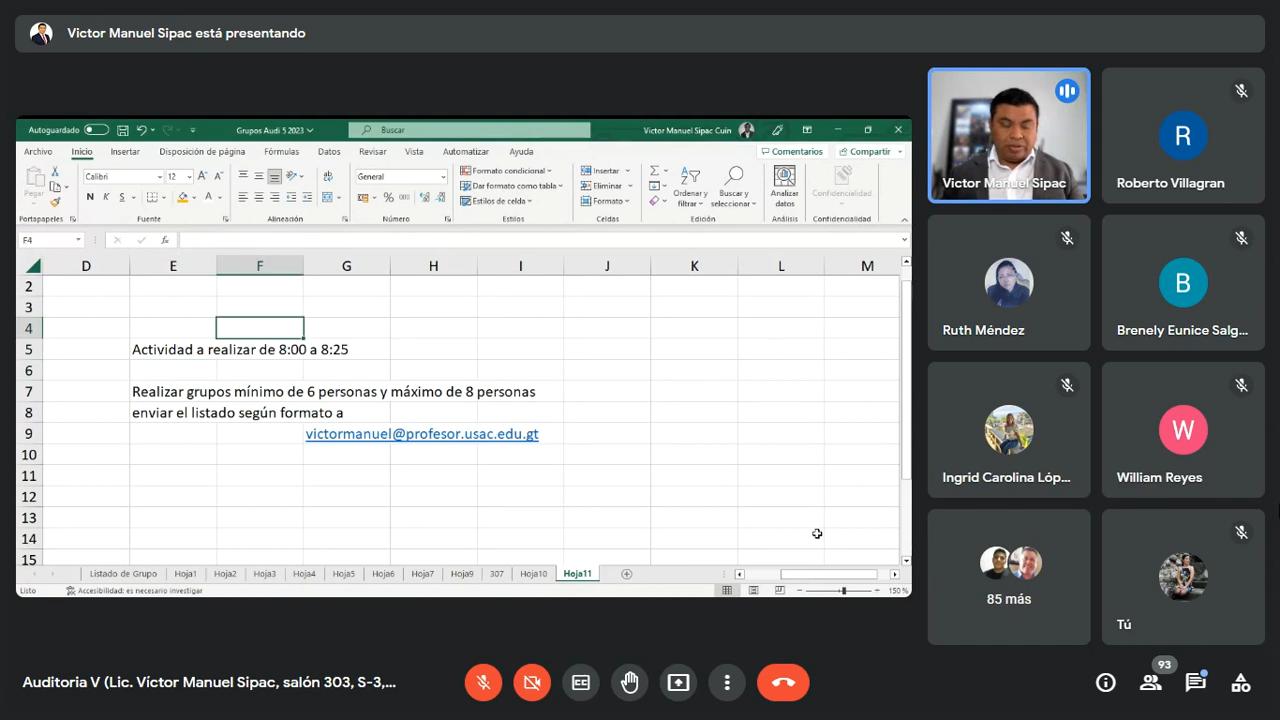 Victor Manuel Sipac está presentando
Autoguardado
Grupos Audi 5 2023
Buscar
Victor Manuel Sipac Cuin
Archivo Inicio Insertar Disposición de página Fórmulas Datos Revisar Vista Automatizar Ayuda Comentarios Compartir
Pegar
Calibri 12
N K S
General
Formato condicional
Dar formato como tabla
Estilos de celda
Insertar
Eliminar
Formato
Ordenar y filtrar
Buscar y seleccionar
Analizar datos
Confidencialidad
Portapapeles Fuente Alineación Número Estilos Celdas Edición Análisis Confidencialidad
F4
D E F G H I J K L M
2
3
4
5 Actividad a realizar de 8:00 a 8:25
6
7 Realizar grupos mínimo de 6 personas y máximo de 8 personas
8 enviar el listado según formato a
9 victormanuel@profesor.usac.edu.gt
10
11
12
13
14
15
Listado de Grupo Hoja1 Hoja2 Hoja3 Hoja4 Hoja5 Hoja6 Hoja7 Hoja9 307 Hoja10 Hoja11
Listo Accesibilidad: es necesario investigar 150 %
Victor Manuel Sipac
R
Roberto Villagran
Ruth Méndez
B
Brenely Eunice Salg...
Ingrid Carolina Lóp...
W
William Reyes
85 más
Tú
Auditoria V (Lic. Víctor Manuel Sipac, salón 303, S-3,...
93